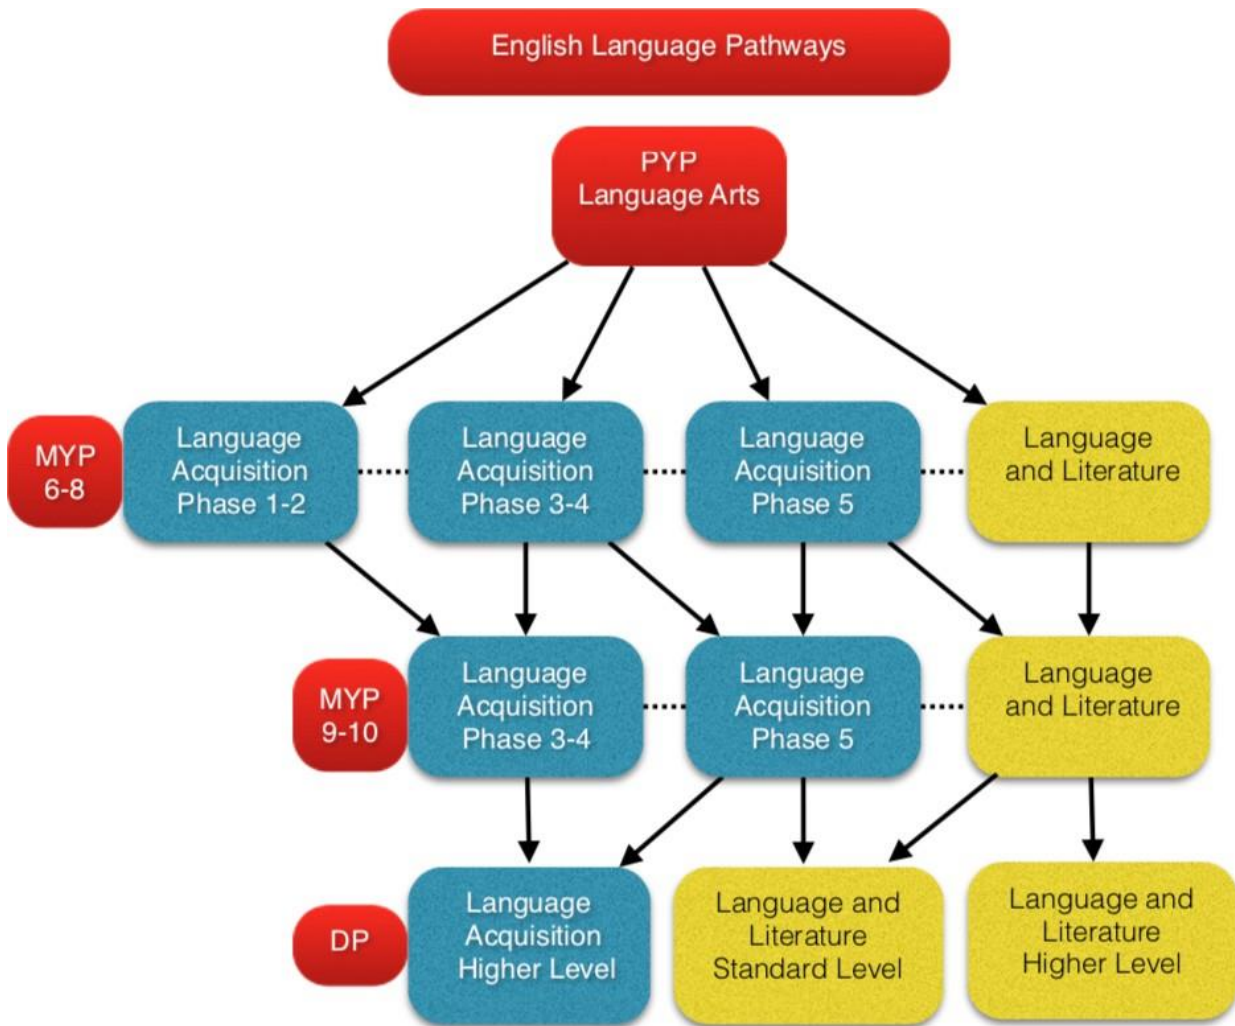 English Language Pathways
PYP
Language Arts
MYP
6-8
Language
Acquisition
Phase 1-2
Language
Acquisition
Phase 3-4
Language
Acquisition
Phase 5
Language
and Literature
MYP
9-10
Language
Acquisition
Phase 3-4
Language
Acquisition
Phase 5
Language
and Literature
DP
Language
Acquisition
Higher Level
Language and
Literature
Standard Level
Language and
Literature
Higher Level